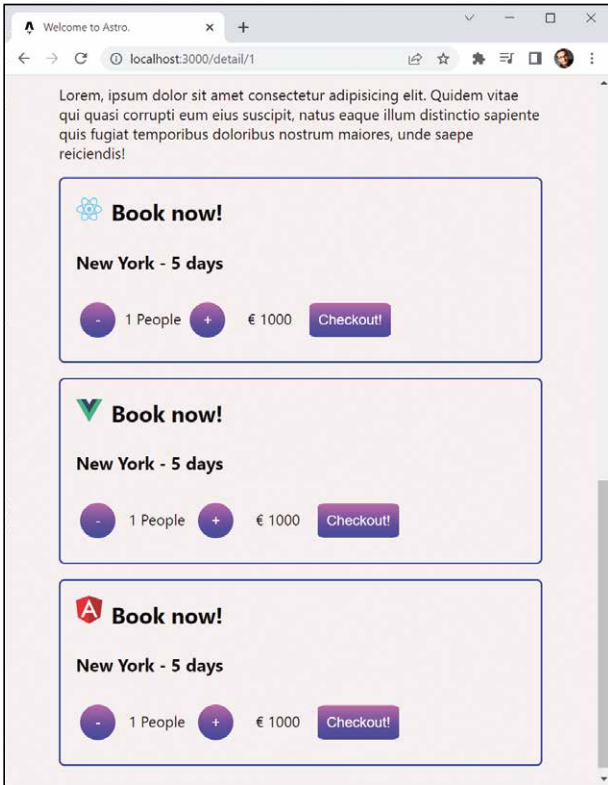 Welcome to Astro.
localhost:3000/detail/1
Lorem, ipsum dolor sit amet consectetur adipisicing elit. Quidem vitae
qui quasi corrupti eum eius suscipit, natus eaque illum distinctio sapiente
quis fugiat temporibus doloribus nostrum maiores, unde saepe
reiciendis!
Book now!
New York - 5 days
- 1 People + € 1000 Checkout!
Book now!
New York - 5 days
- 1 People + € 1000 Checkout!
A Book now!
New York - 5 days
- 1 People + € 1000 Checkout!